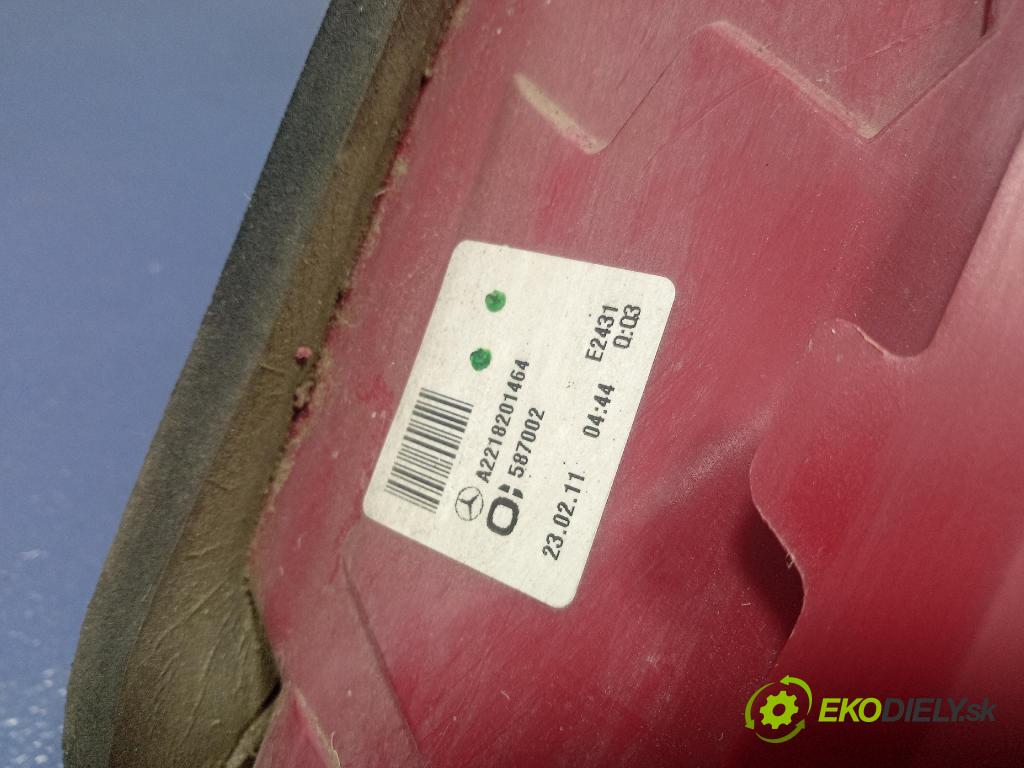 A2218201464
587002
23.02.11 04:44 E2431
Q:03
EKODIELY.sk